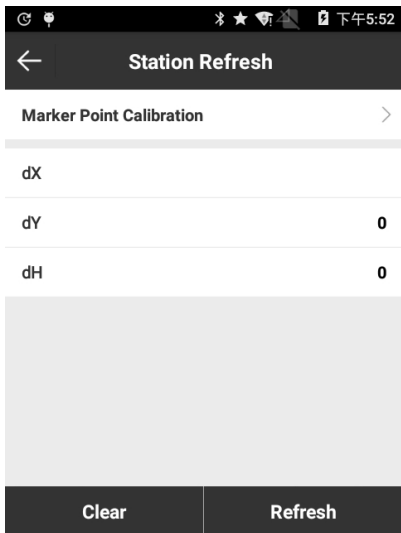 下午5:52
Station Refresh
Marker Point Calibration
dX
dY 0
dH 0
Clear Refresh